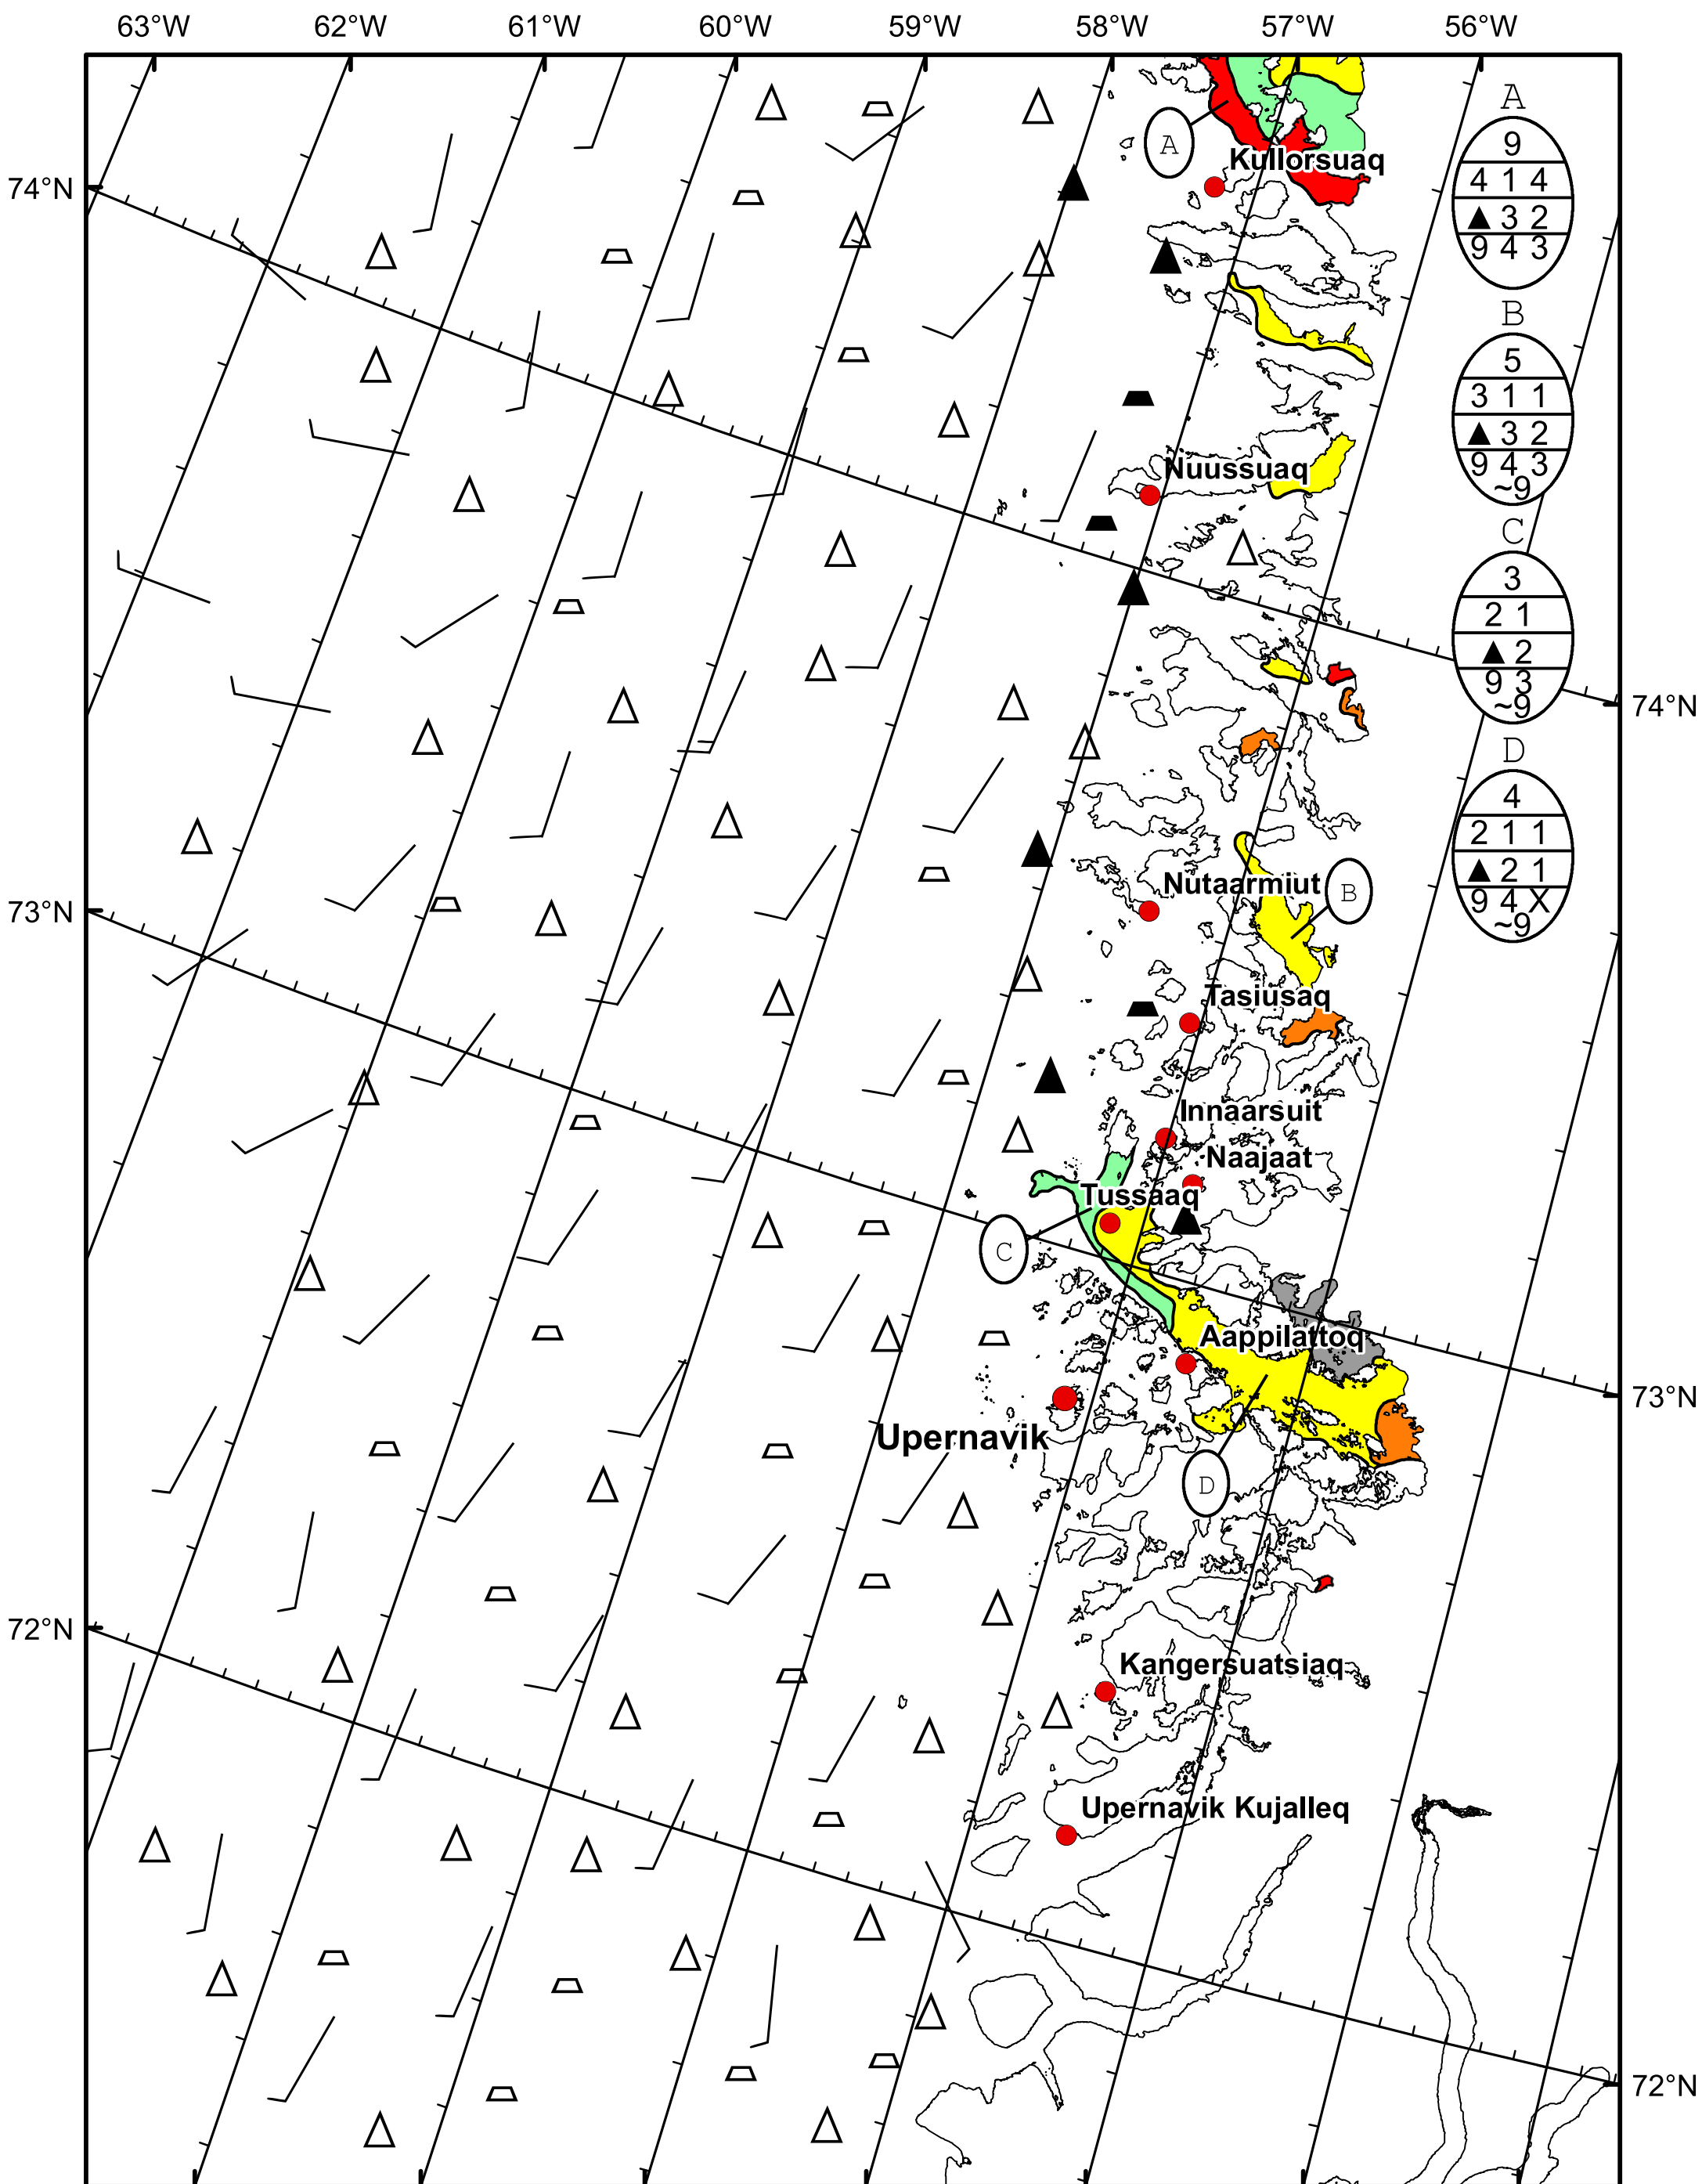 63°W 62°W 61°W 60°W 59°W 58°W 57°W 56°W
A
9
4 1 4
▲ 3 2
9 4 3
A
Kullorsuaq
74°N
B
5
3 1 1
▲ 3 2
9 4 3
~9
Nuussuaq
C
3
2 1
▲ 2
9 3
~9
74°N
D
4
2 1 1
▲ 2 1
9 4 X
~9
Nutaarmiut
B
73°N
Tasiusaq
Innaarsuit
Naajaat
Tussaaq
C
Aappilattoq
73°N
Upernavik
D
72°N
Kangersuatsiaq
Upernavik Kujalleq
72°N